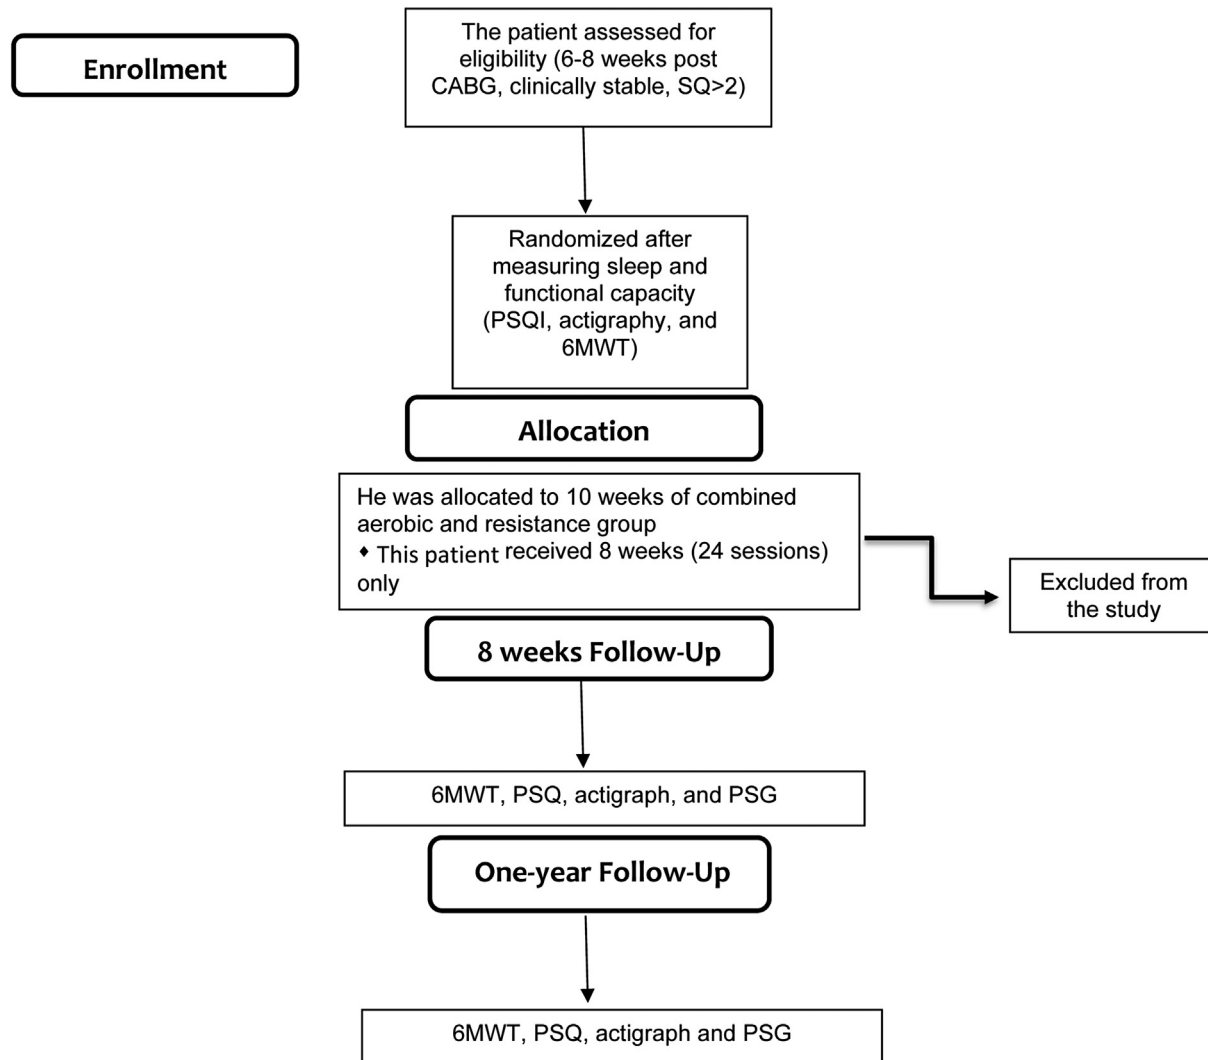 Enrollment
The patient assessed for
eligibility (6-8 weeks post
CABG, clinically stable, SQ>2)
Randomized after
measuring sleep and
functional capacity
(PSQI, actigraphy, and
6MWT)
Allocation
He was allocated to 10 weeks of combined
aerobic and resistance group
♦ This patient received 8 weeks (24 sessions)
only
Excluded from
the study
8 weeks Follow-Up
6MWT, PSQ, actigraph, and PSG
One-year Follow-Up
6MWT, PSQ, actigraph and PSG